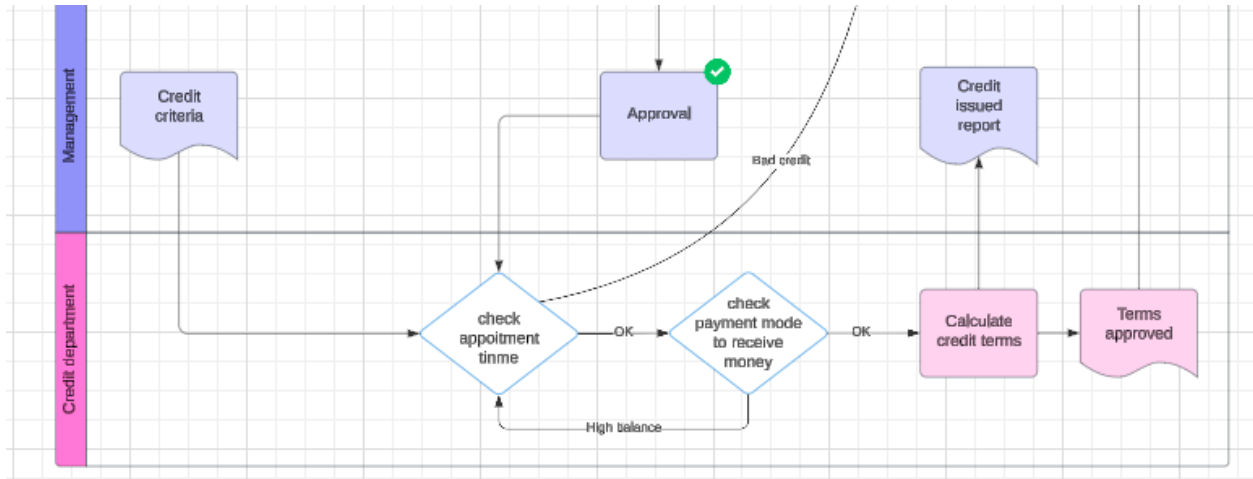 Management
Credit
criteria
Approval
Bad credit
Credit
issued
report
Credit department
check
appoitment
tinme
OK
check
payment mode
to receive
money
OK
Calculate
credit terms
Terms
approved
High balance